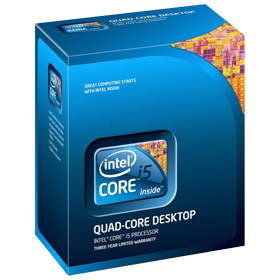 QUAD-CORE DESKTOP
GREAT COMPUTING STARTS
WITH INTEL INSIDE
intel
i5
CORE
inside™
QUAD-CORE DESKTOP
INTEL® CORE™ i5 PROCESSOR
THREE-YEAR LIMITED WARRANTY